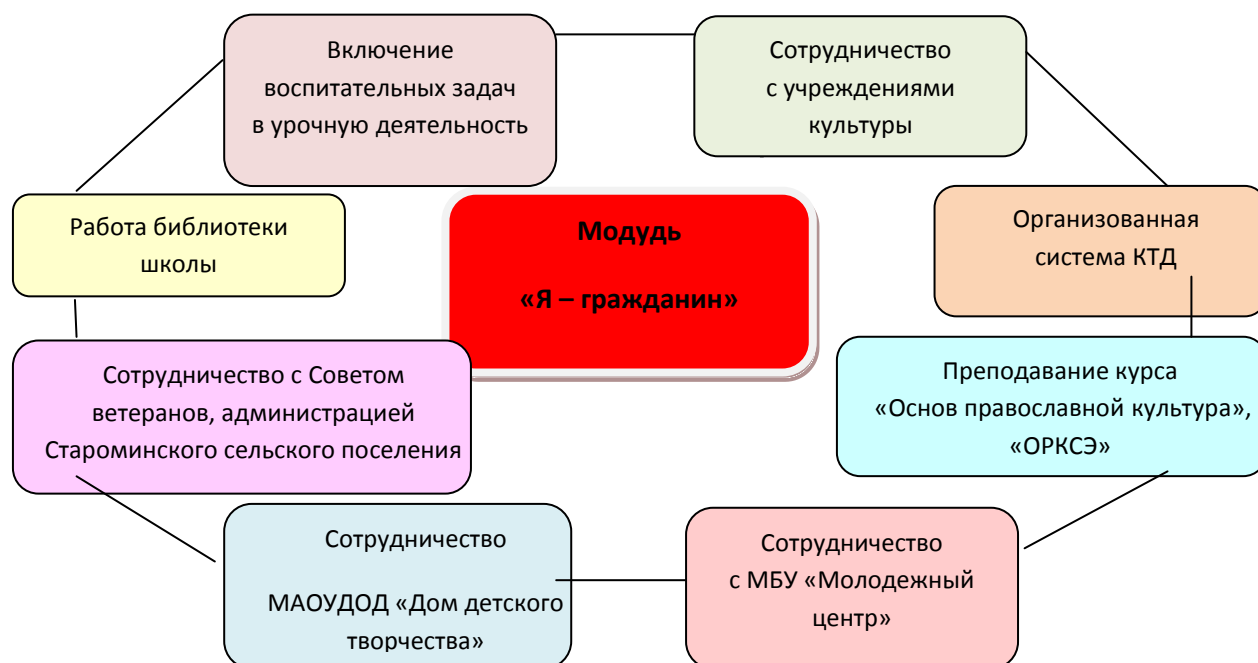 Включение
воспитательных задач
в урочную деятельность
Сотрудничество
с учреждениями
культуры
Работа библиотеки
школы
Модудь
«Я – гражданин»
Организованная
система КТД
Сотрудничество с Советом
ветеранов, администрацией
Староминского сельского поселения
Преподавание курса
«Основ православной культура»,
«ОРКСЭ»
Сотрудничество
МАОУДОД «Дом детского
творчества»
Сотрудничество
с МБУ «Молодежный
центр»